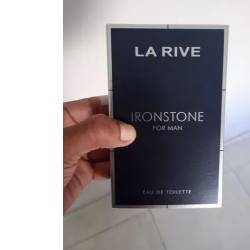 LA RIVE
IRONSTONE
FOR MAN
EAU DE TOILETTE